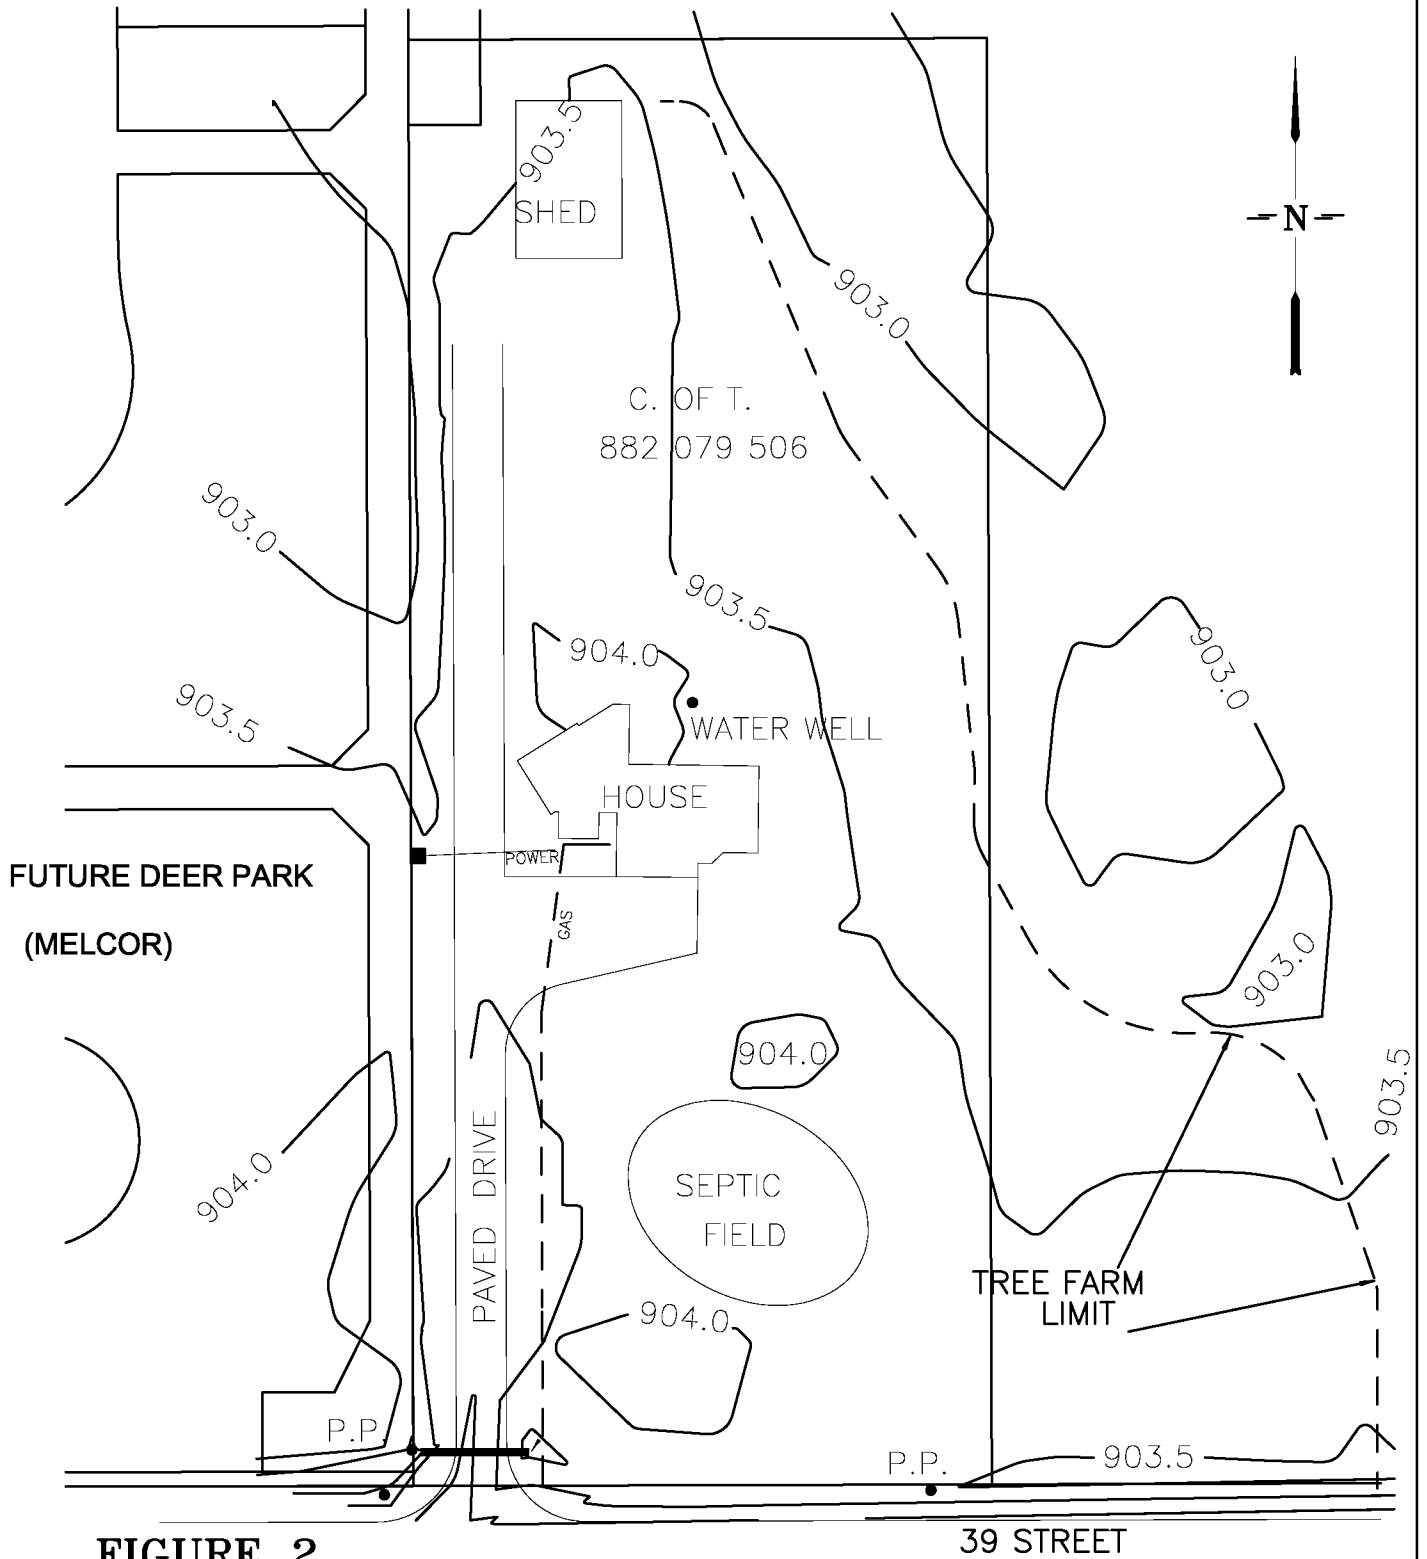 903.5
SHED
N
903.0
C. OF T.
882 079 506
903.0
903.5
904.0
903.0
903.5
WATER WELL
HOUSE
POWER
FUTURE DEER PARK
(MELCOR)
GAS
903.0
904.0
903.5
904.0
PAVED DRIVE
SEPTIC
FIELD
TREE FARM
LIMIT
904.0
P.P.
P.P.
903.5
39 STREET
FIGURE 2